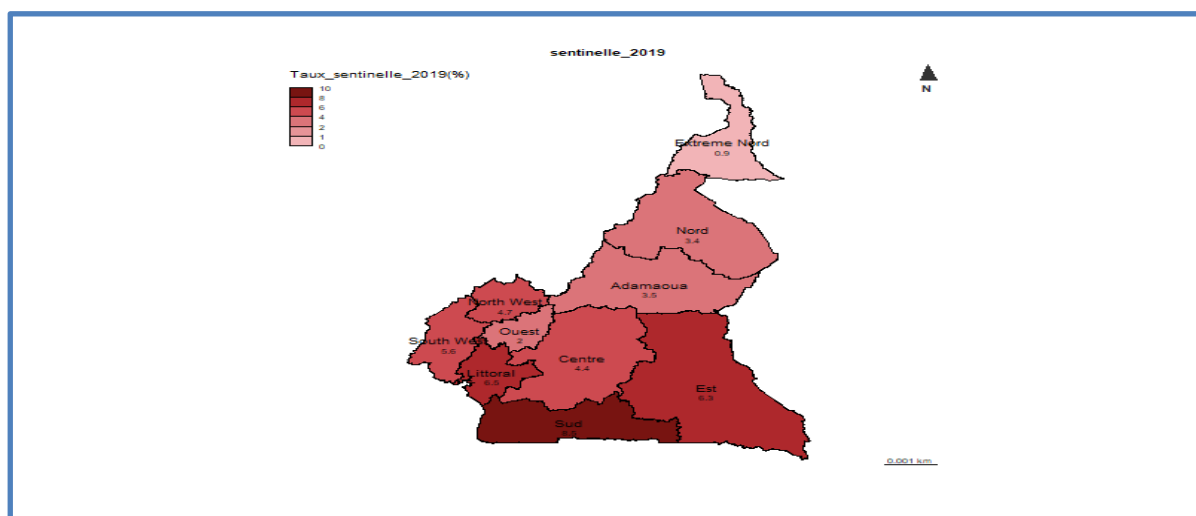 sentinelle_2019
Taux_sentinelle_2019(%)
10
8
6
4
2
1
0
N
Extreme Nord
0.9
Nord
3.4
Adamaoua
3.5
North West
4.7
Ouest
2
South West
5.6
Centre
4.4
Littoral
6.5
Est
6.3
Sud
0.001 km